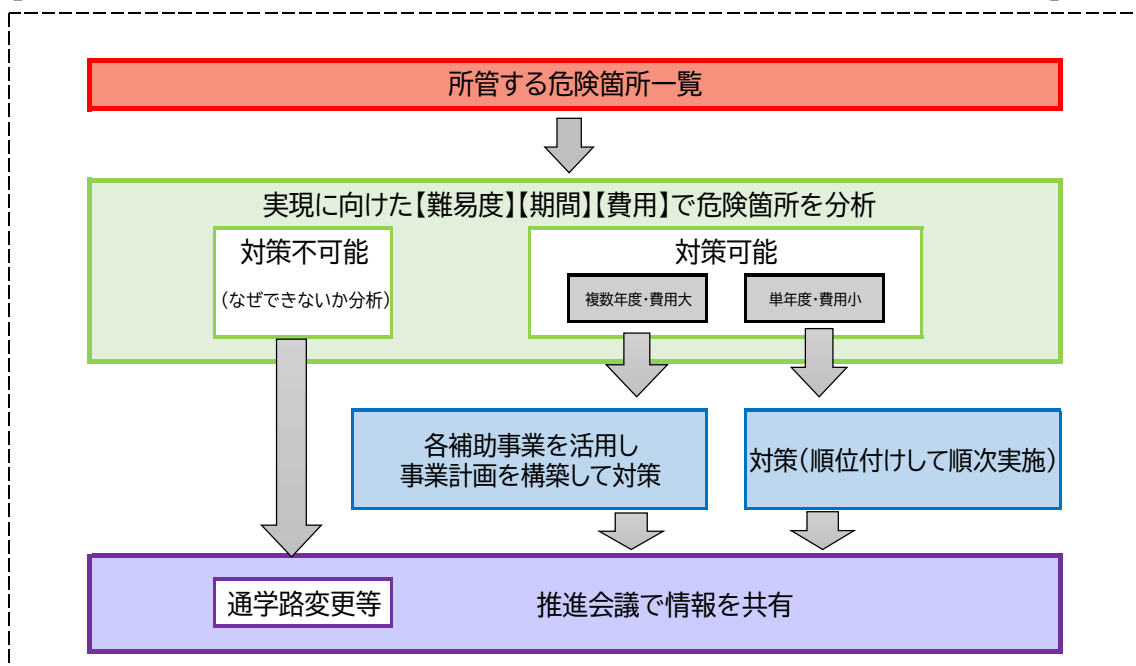 所管する危険箇所一覧
実現に向けた【難易度】【期間】【費用】で危険箇所を分析
対策不可能
（なぜできないか分析）
対策可能
複数年度・費用大
単年度・費用小
各補助事業を活用し
事業計画を構築して対策
対策（順位付けして順次実施）
通学路変更等
推進会議で情報を共有